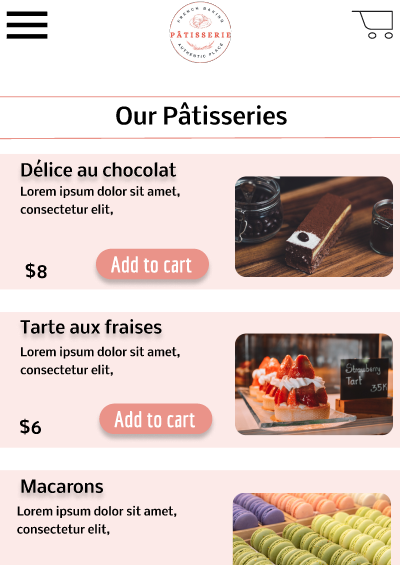 FRENCH BAKING
PÂTISSERIE
AUTHENTIC PLACE
Our Pâtisseries
Délice au chocolat
Lorem ipsum dolor sit amet,
consectetur elit,
$8
Add to cart
Tarte aux fraises
Lorem ipsum dolor sit amet,
consectetur elit,
Strawberry
Tart
35K
$6
Add to cart
Macarons
Lorem ipsum dolor sit amet,
consectetur elit,